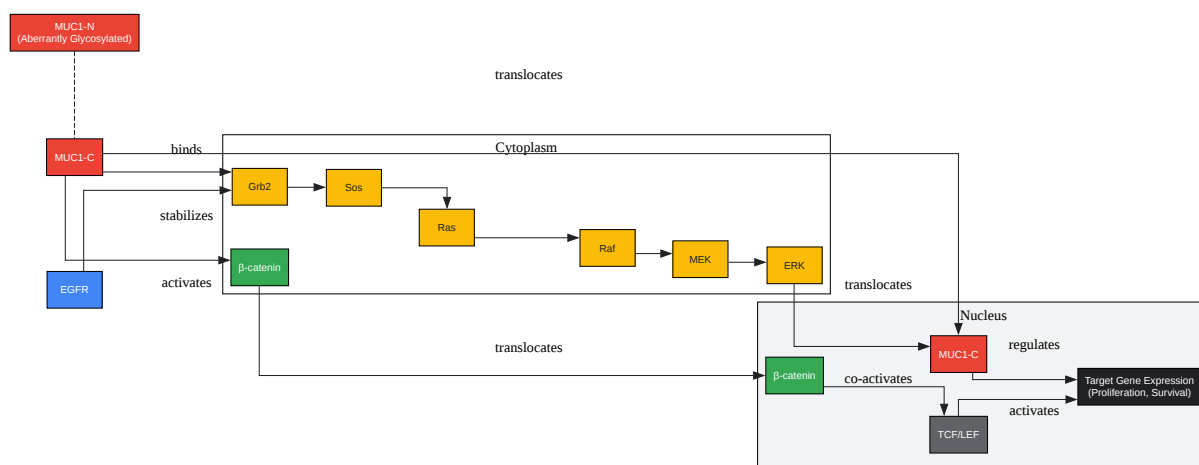 MUC1-N
(Aberrantly Glycosylated)
translocates
MUC1-C
binds
Cytoplasm
Grb2
Sos
stabilizes
Ras
Raf
MEK
ERK
β-catenin
EGFR
activates
translocates
Nucleus
translocates
MUC1-C
regulates
β-catenin
co-activates
Target Gene Expression
(Proliferation, Survival)
activates
TCF/LEF